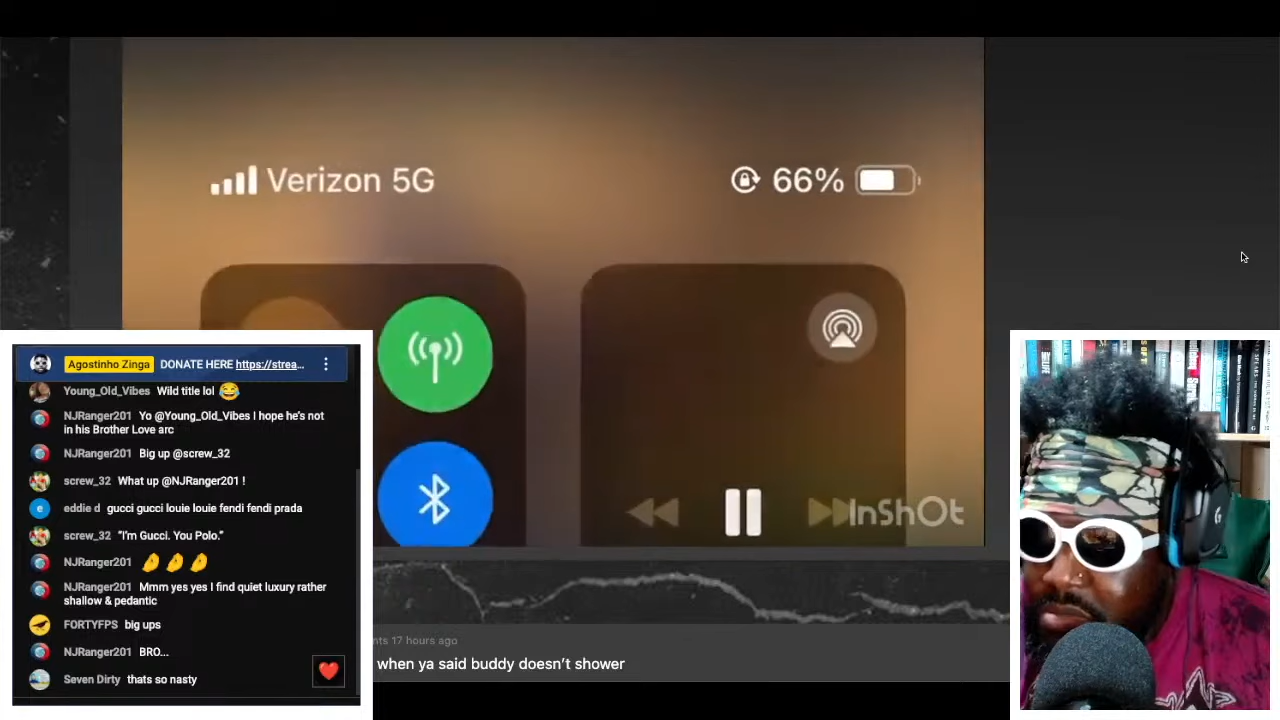 Verizon 5G
66%
InShOt
Agostinho Zinga DONATE HERE https://strea...
Young_Old_Vibes Wild title lol 😂
NJRanger201 Yo @Young_Old_Vibes I hope he's not
in his Brother Love arc
NJRanger201 Big up @screw_32
screw_32 What up @NJRanger201 !
eddie d gucci gucci louie louie fendi fendi prada
screw_32 "I'm Gucci. You Polo."
NJRanger201
NJRanger201 Mmm yes yes I find quiet luxury rather
shallow & pedantic
FORTYFPS big ups
NJRanger201 BRO...
Seven Dirty thats so nasty
nts 17 hours ago
when ya said buddy doesn't shower